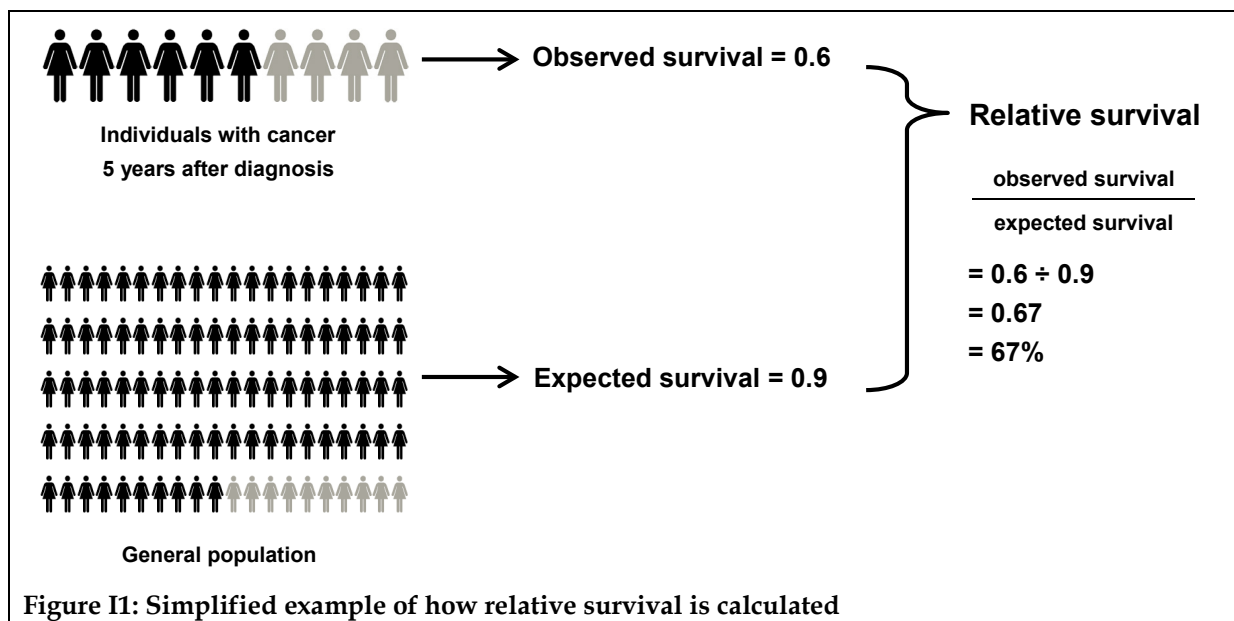 Observed survival = 0.6
Individuals with cancer
5 years after diagnosis
Relative survival
observed survival
expected survival
= 0.6 ÷ 0.9
= 0.67
= 67%
Expected survival = 0.9
General population
Figure I1: Simplified example of how relative survival is calculated